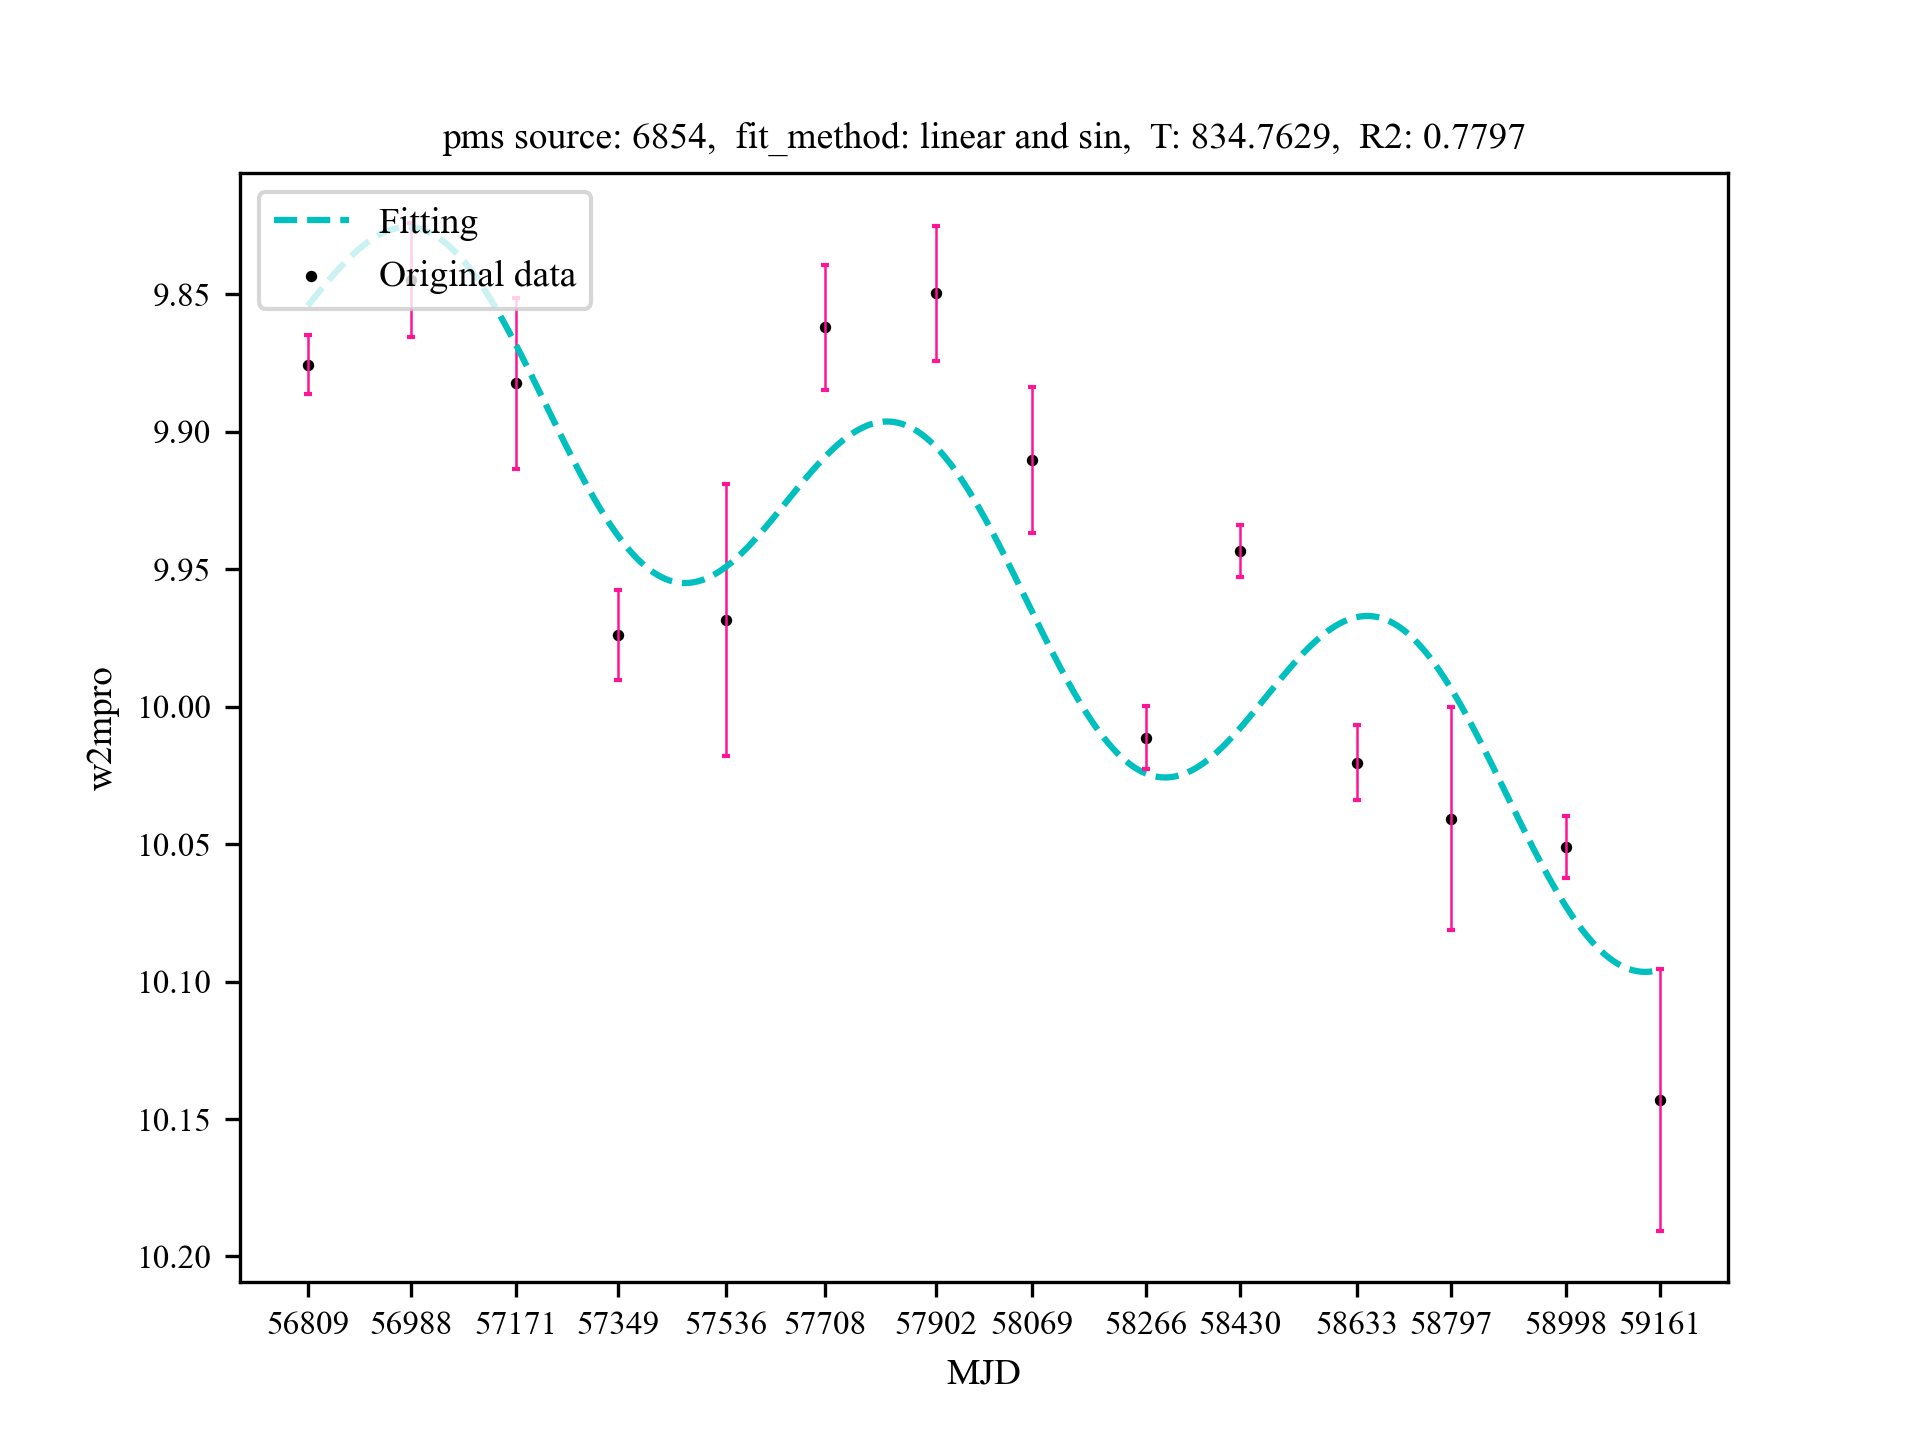 pms source: 6854, fit_method: linear and sin, T: 834.7629, R2: 0.7797
Fitting
Original data
9.85
9.90
9.95
10.00
10.05
10.10
10.15
10.20
w2mpro
56809 56988 57171 57349 57536 57708 57902 58069 58266 58430 58633 58797 58998 59161
MJD